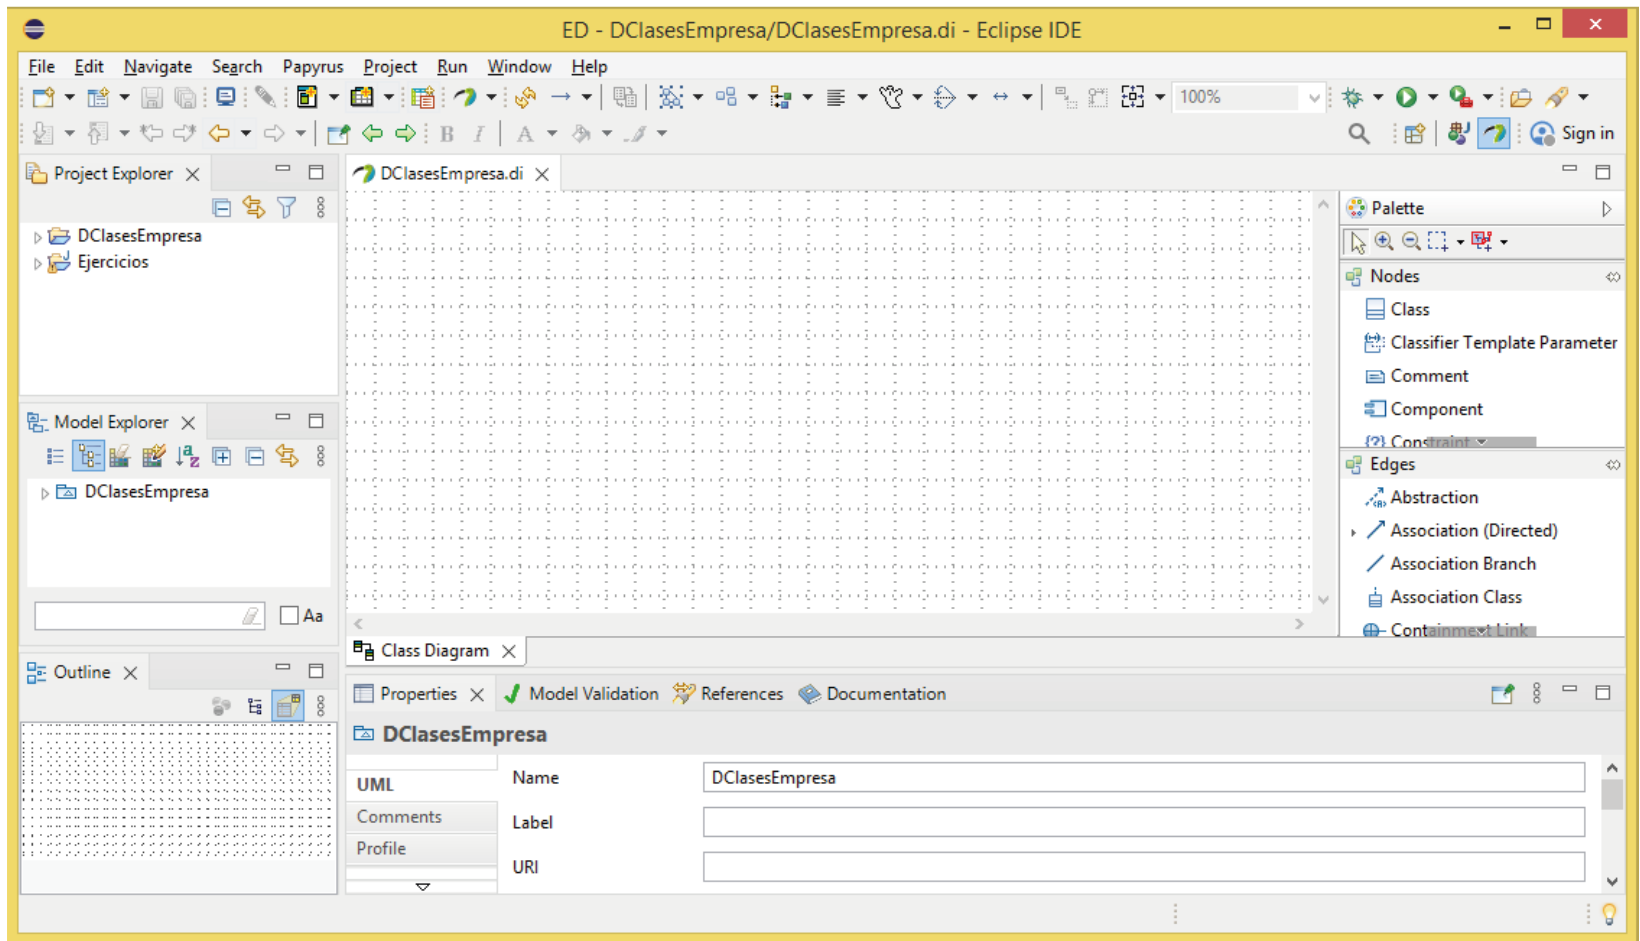 ED - DClasesEmpresa/DClasesEmpresa.di - Eclipse IDE
File Edit Navigate Search Papyrus Project Run Window Help
100%
B I A Sign in
Project Explorer
DClasesEmpresa
Ejercicios
Model Explorer
DClasesEmpresa
Aa
Outline
DClasesEmpresa.di
Palette
Nodes
Class
Classifier Template Parameter
Comment
Component
Constraint
Edges
Abstraction
Association (Directed)
Association Branch
Association Class
Containment Link
Class Diagram
Properties Model Validation References Documentation
DClasesEmpresa
UML
Comments
Profile
Name DClasesEmpresa
Label
URI